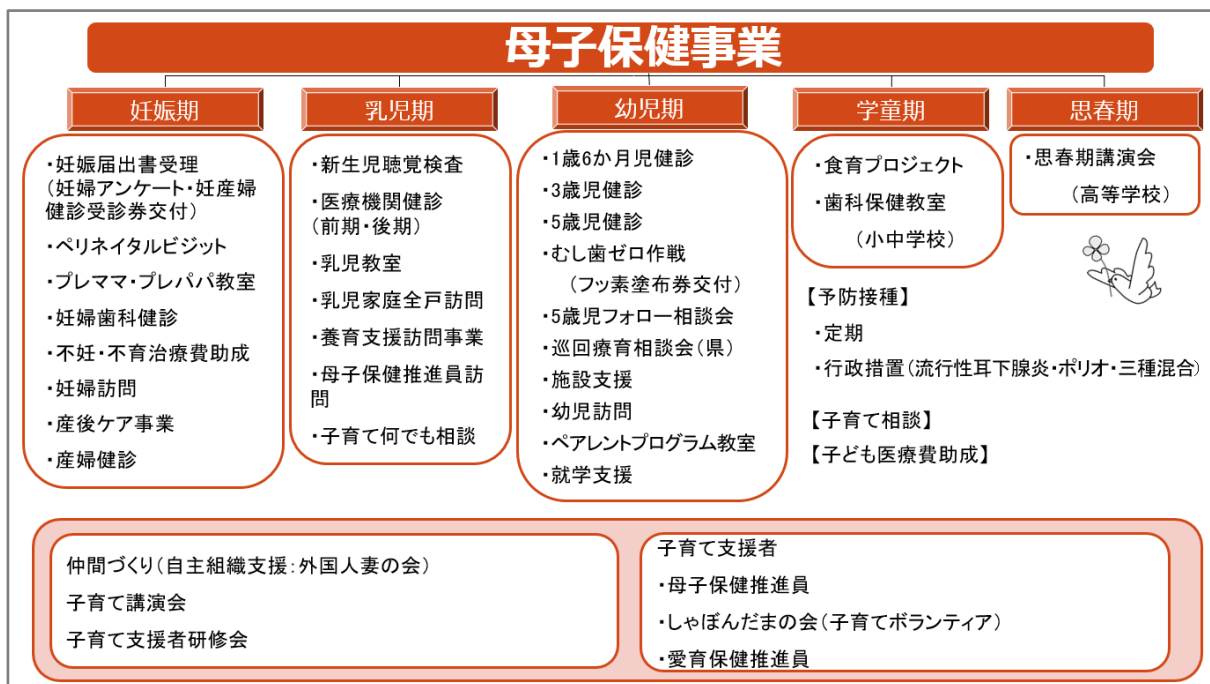 母子保健事業
妊娠期
・妊娠届出書受理
(妊婦アンケート・妊産婦
健診受診券交付)
・ペリネイタルビジット
・プレママ・プレパパ教室
・妊婦歯科健診
・不妊・不育治療費助成
・妊婦訪問
・産後ケア事業
・産婦健診
乳児期
・新生児聴覚検査
・医療機関健診
(前期・後期)
・乳児教室
・乳児家庭全戸訪問
・養育支援訪問事業
・母子保健推進員訪
問
・子育て何でも相談
幼児期
・1歳6か月児健診
・3歳児健診
・5歳児健診
・むし歯ゼロ作戦
(フッ素塗布券交付)
・5歳児フォロー相談会
・巡回療育相談会(県)
・施設支援
・幼児訪問
・ペアレントプログラム教室
・就学支援
学童期
・食育プロジェクト
・歯科保健教室
(小中学校)
思春期
・思春期講演会
(高等学校)
【予防接種】
・定期
・行政措置(流行性耳下腺炎・ポリオ・三種混合)
【子育て相談】
【子ども医療費助成】
仲間づくり(自主組織支援:外国人妻の会)
子育て講演会
子育て支援者研修会
子育て支援者
・母子保健推進員
・しゃぼんだまの会(子育てボランティア)
・愛育保健推進員